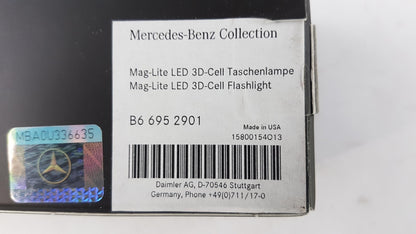 Mercedes-Benz Collection
Mag-Lite LED 3D-Cell Taschenlampe
Mag-Lite LED 3D-Cell Flashlight
B6 695 2901
Made in USA
15800154O13
MBA0U336635
Daimler AG, D-70546 Stuttgart
Germany, Phone +49(0)711/17-0